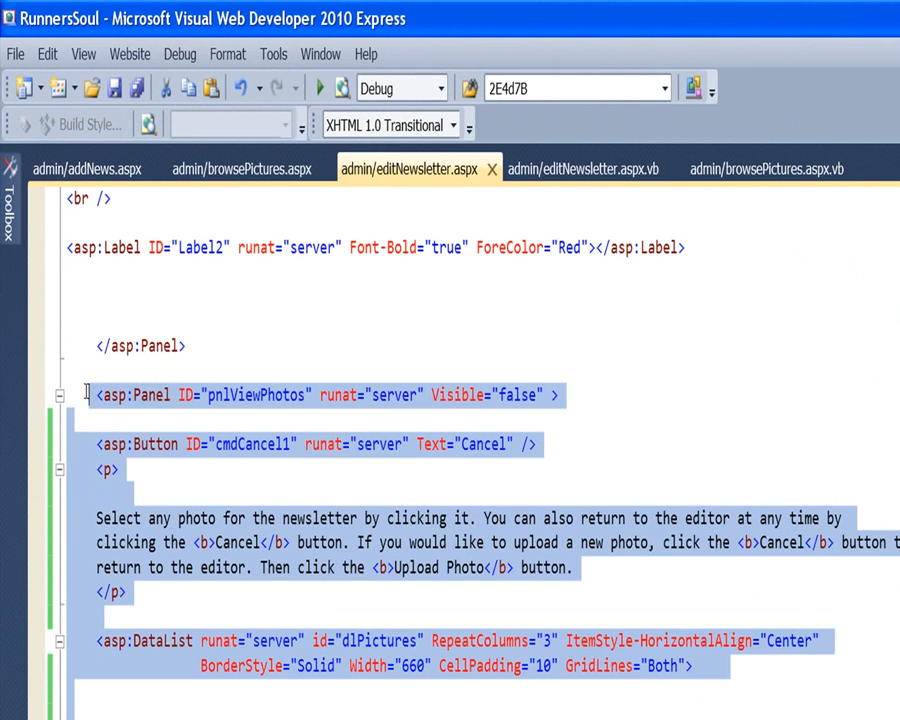 RunnersSoul - Microsoft Visual Web Developer 2010 Express
File Edit View Website Debug Format Tools Window Help
Debug 2E4d7B
Build Style... XHTML 1.0 Transitional
admin/addNews.aspx admin/browsePictures.aspx admin/editNewsletter.aspx admin/editNewsletter.aspx.vb admin/browsePictures.aspx.vb
Toolbox
<br />
<asp:Label ID="Label2" runat="server" Font-Bold="true" ForeColor="Red"></asp:Label>
</asp:Panel>
<asp:Panel ID="pnlViewPhotos" runat="server" Visible="false" >
<asp:Button ID="cmdCancel1" runat="server" Text="Cancel" />
<p>
Select any photo for the newsletter by clicking it. You can also return to the editor at any time by
clicking the <b>Cancel</b> button. If you would like to upload a new photo, click the <b>Cancel</b> button t
return to the editor. Then click the <b>Upload Photo</b> button.
</p>
<asp:DataList runat="server" id="dlPictures" RepeatColumns="3" ItemStyle-HorizontalAlign="Center"
BorderStyle="Solid" Width="660" CellPadding="10" GridLines="Both">